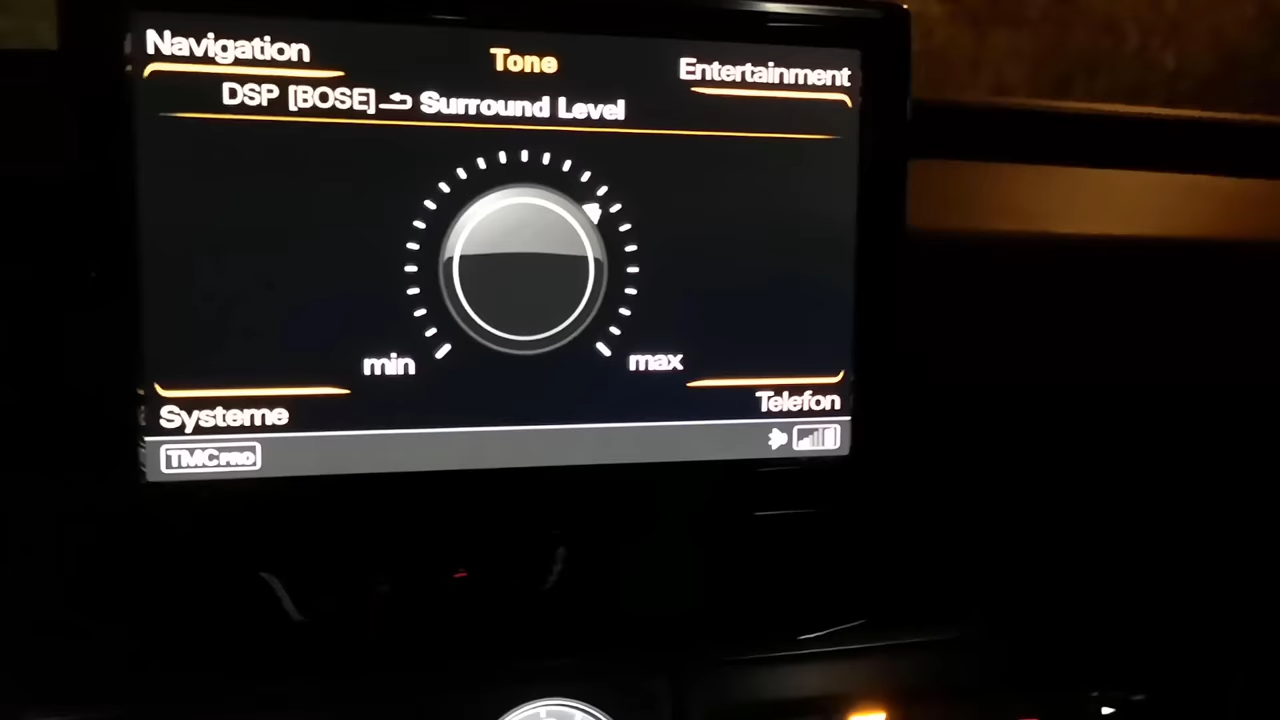 Navigation
Tone
Entertainment
DSP [BOSE] Surround Level
min
max
Systeme
Telefon
TMC PRO